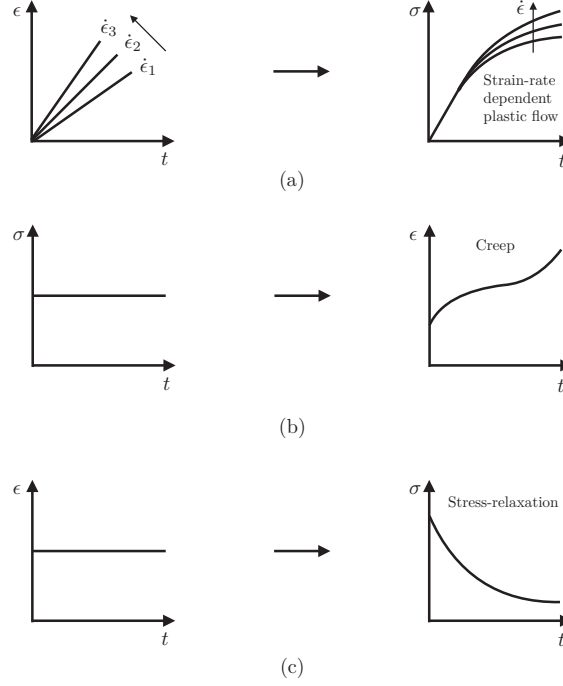 ϵ
ϵ̇₃
ϵ̇₂
ϵ̇₁
t
σ
ϵ̇
Strain-rate
dependent
plastic flow
t
(a)
σ
t
ϵ
Creep
t
(b)
ϵ
t
σ
Stress-relaxation
t
(c)